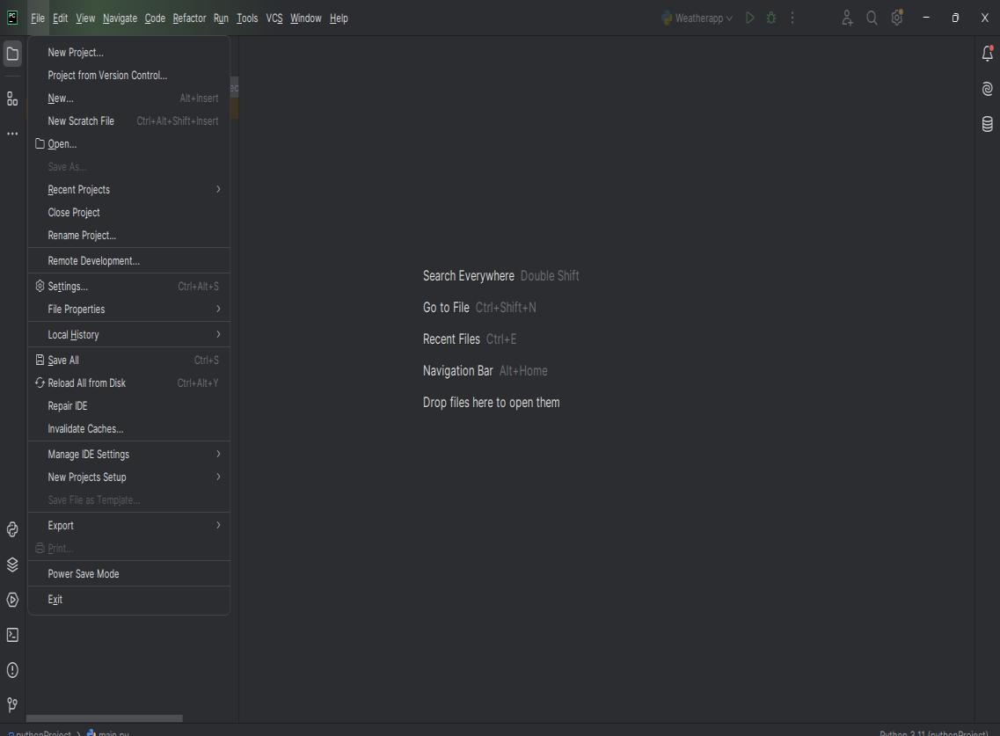 PC File Edit View Navigate Code Refactor Run Tools VCS Window Help Weatherapp
New Project...
Project from Version Control...
New... Alt+Insert
New Scratch File Ctrl+Alt+Shift+Insert
Open...
Save As...
Recent Projects
Close Project
Rename Project...
Remote Development...
Settings... Ctrl+Alt+S
File Properties
Local History
Save All Ctrl+S
Reload All from Disk Ctrl+Alt+Y
Repair IDE
Invalidate Caches...
Manage IDE Settings
New Projects Setup
Save File as Template...
Export
Print...
Power Save Mode
Exit
Search Everywhere Double Shift
Go to File Ctrl+Shift+N
Recent Files Ctrl+E
Navigation Bar Alt+Home
Drop files here to open them
pythonProject > main.py Python 3.11 (pythonProject)